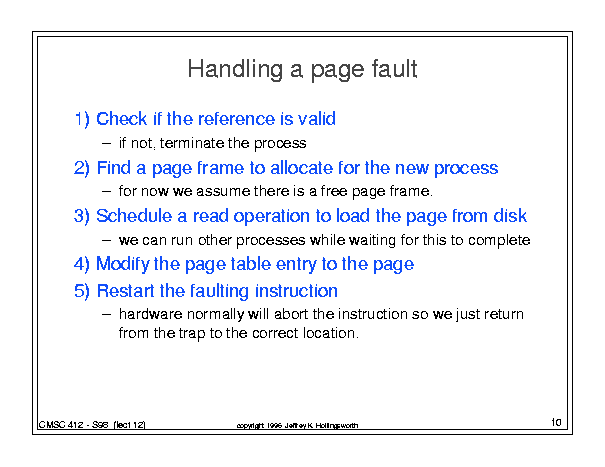 Handling a page fault
1) Check if the reference is valid
– if not, terminate the process
2) Find a page frame to allocate for the new process
– for now we assume there is a free page frame.
3) Schedule a read operation to load the page from disk
– we can run other processes while waiting for this to complete
4) Modify the page table entry to the page
5) Restart the faulting instruction
– hardware normally will abort the instruction so we just return
from the trap to the correct location.
CMSC 412 - S98 (lect 12)
copyright 1996 Jeffrey K. Hollingsworth
10